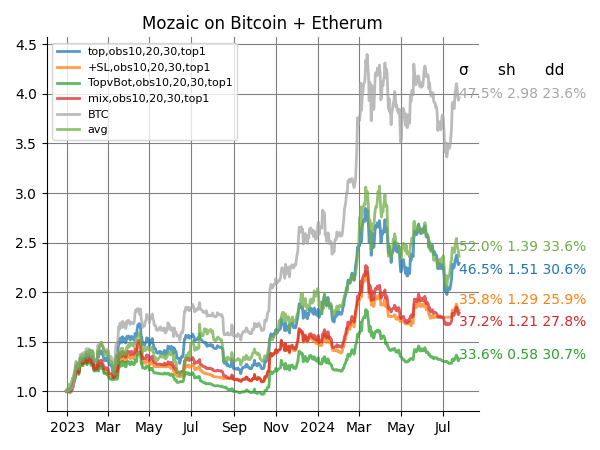 Mozaic on Bitcoin + Etherum
4.5
4.0
3.5
3.0
2.5
2.0
1.5
1.0
top,obs10,20,30,top1
+SL,obs10,20,30,top1
TopvBot,obs10,20,30,top1
mix,obs10,20,30,top1
BTC
avg
σ sh dd
47.5% 2.98 23.6%
52.0% 1.39 33.6%
46.5% 1.51 30.6%
35.8% 1.29 25.9%
37.2% 1.21 27.8%
33.6% 0.58 30.7%
2023 Mar May Jul Sep Nov 2024 Mar May Jul